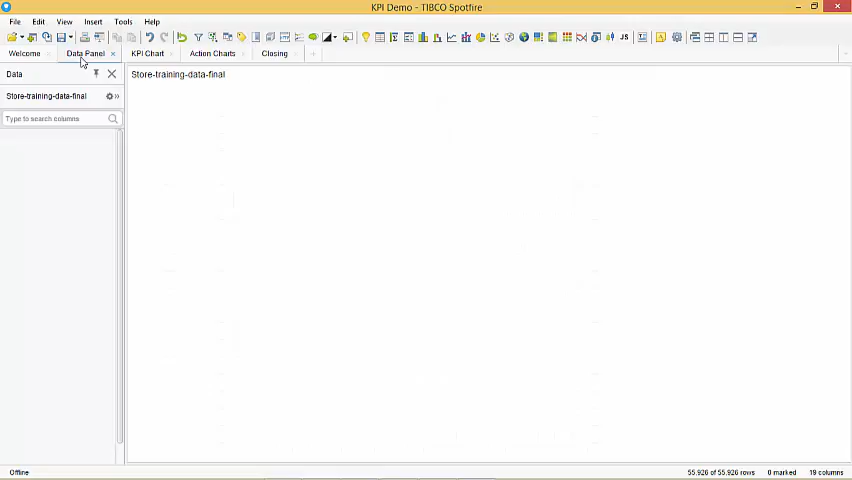 KPI Demo - TIBCO Spotfire
File Edit View Insert Tools Help
JS
Welcome Data Panel KPI Chart Action Charts Closing
Data
Store-training-data-final
Store-training-data-final
Type to search columns
Offline 55,926 of 55,926 rows 0 marked 19 columns